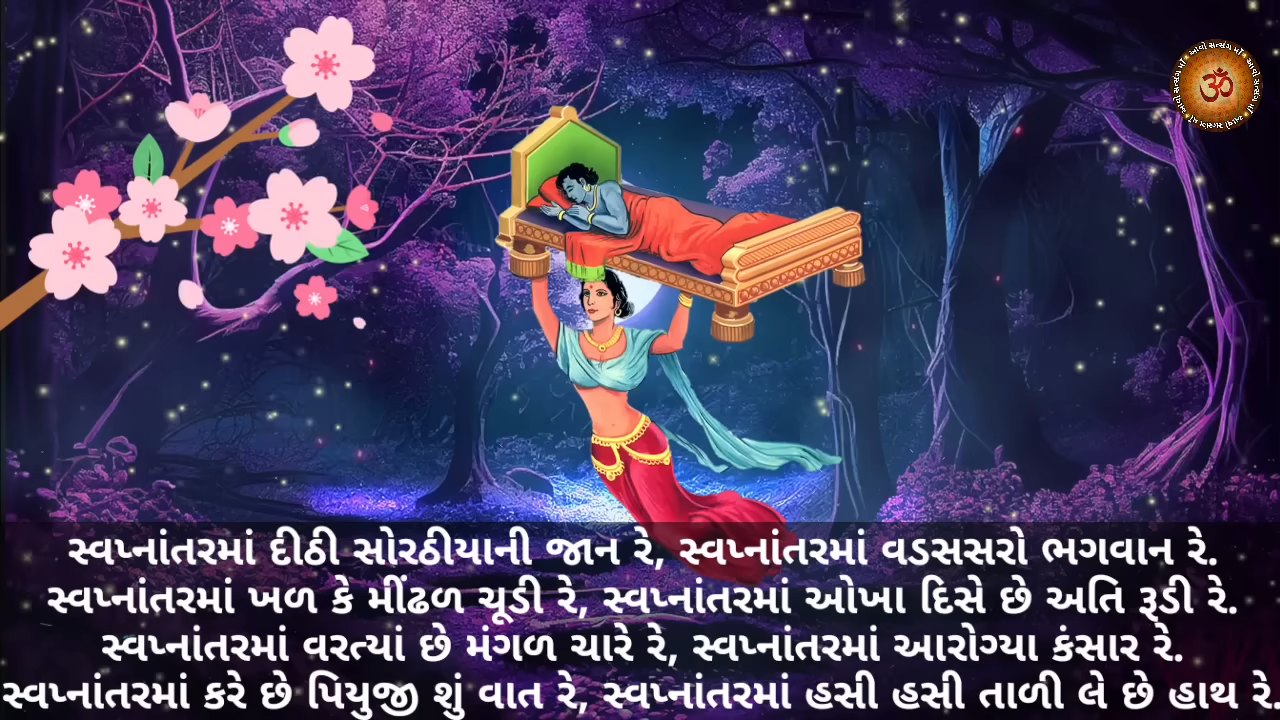 સ્વપ્નાંતરમાં દીઠી સોરઠીયાની જાન રે, સ્વપ્નાંતરમાં વડસસરો ભગવાન રે.
સ્વપ્નાંતરમાં ખળ કે મીંઢળ ચૂડી રે, સ્વપ્નાંતરમાં ઓખા દિસે છે અતિ રૂડી રે.
સ્વપ્નાંતરમાં વરત્યાં છે મંગળ ચારે રે, સ્વપ્નાંતરમાં આરોગ્યા કંસાર રે.
સ્વપ્નાંતરમાં કરે છે પિયુજી શું વાત રે, સ્વપ્નાંતરમાં હસી હસી તાળી લે છે હાથ રે.
ૐ